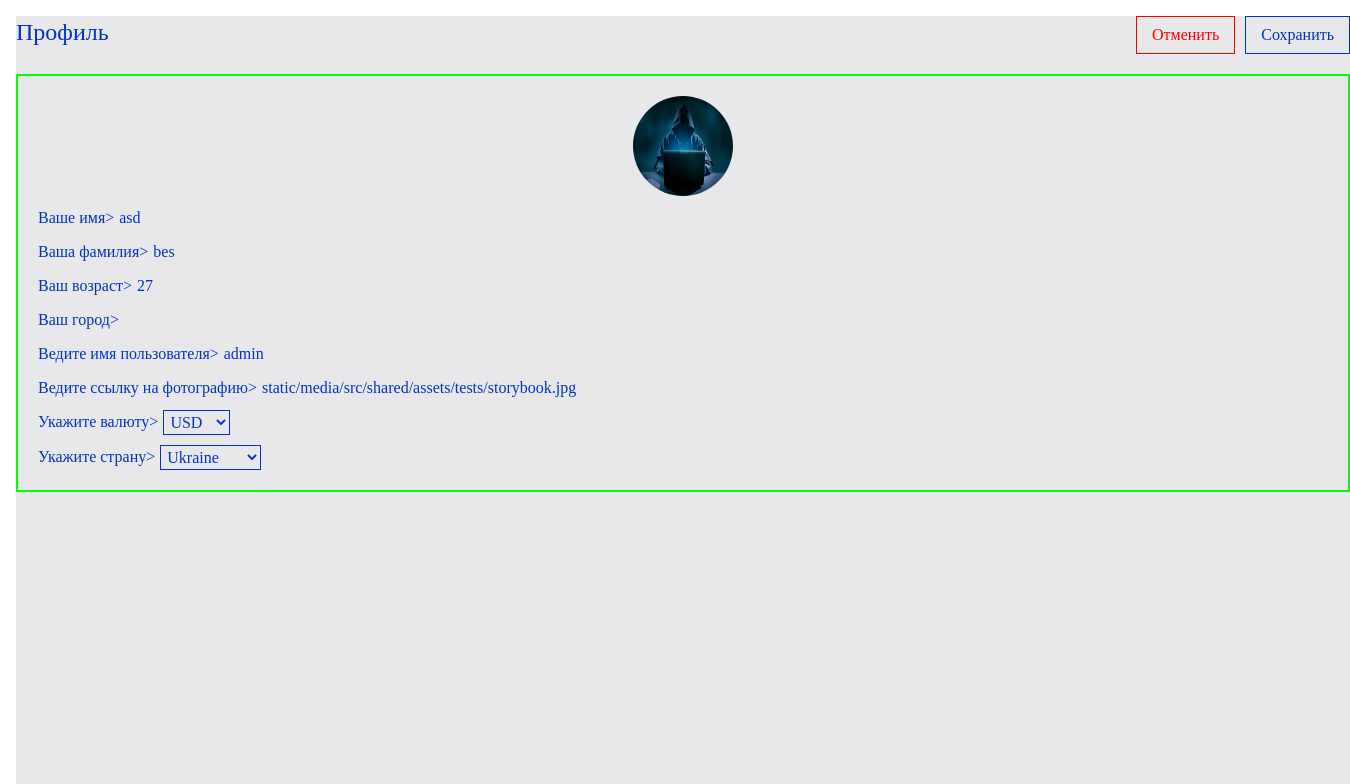 Профиль
Отменить
Сохранить
Ваше имя> asd
Ваша фамилия> bes
Ваш возраст> 27
Ваш город>
Ведите имя пользователя> admin
Ведите ссылку на фотографию> static/media/src/shared/assets/tests/storybook.jpg
Укажите валюту> USD
Укажите страну> Ukraine